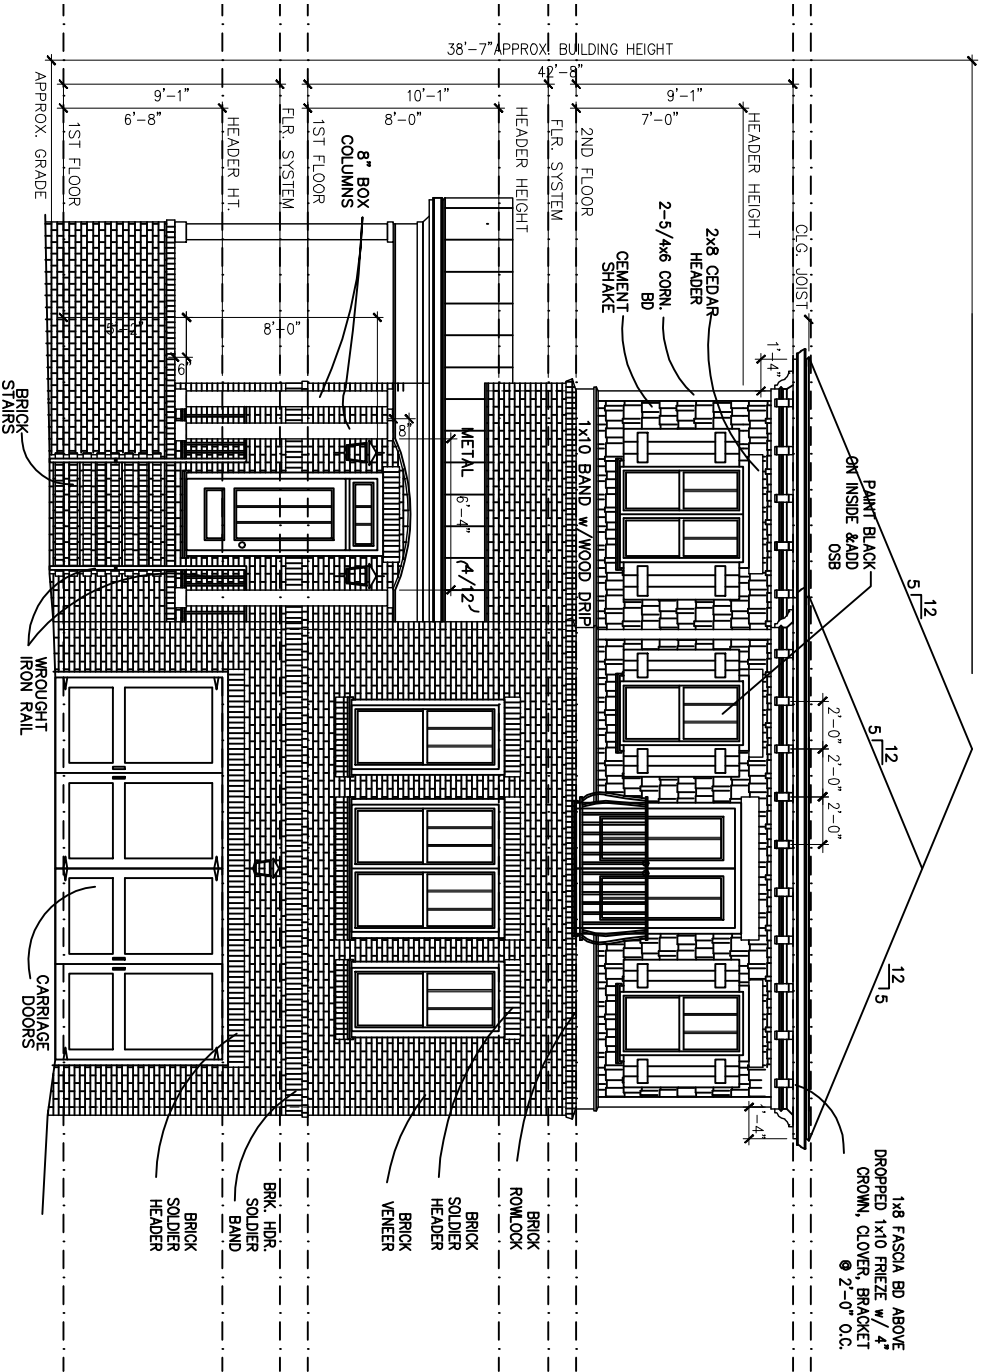 38'-7" APPROX. BUILDING HEIGHT
42'-8"
9'-1"
7'-0"
10'-1"
8'-0"
9'-1"
6'-8"
CLG. JOIST
HEADER HEIGHT
2ND FLOOR
FLR. SYSTEM
HEADER HEIGHT
1ST FLOOR
FLR. SYSTEM
HEADER HT.
1ST FLOOR
APPROX. GRADE
2x8 CEDAR
HEADER
2-5/4x6 CORN.
BD
CEMENT
SHAKE
8" BOX
COLUMNS
1'-4"
PAINT BLACK
ON INSIDE &ADD
OSB
12
5
12
5
12
5
2'-0"
2'-0"
2'-0"
1'-4"
1x8 FASCIA BD ABOVE
DROPPED 1x10 FRIEZE w/ 4"
CROWN, CLOVER, BRACKET
@ 2'-0" O.C.
1x10 BAND w/WOOD DRIP
METAL
6'-4"
8"
8'-0"
6"
BRICK
ROWLOCK
BRICK
SOLDIER
HEADER
BRICK
VENEER
BRK. HDR.
SOLDIER
BAND
BRICK
SOLDIER
HEADER
BRICK
STAIRS
WROUGHT
IRON RAIL
CARRIAGE
DOORS